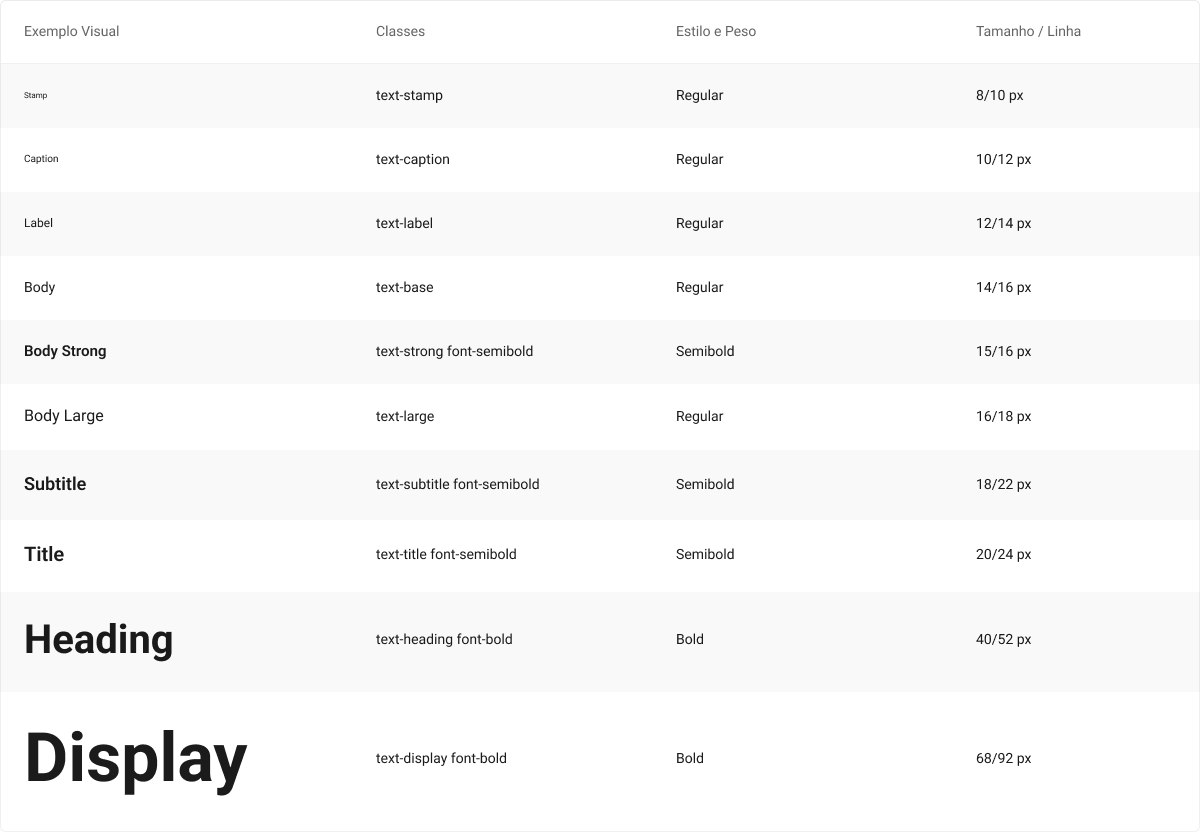 Exemplo Visual Classes Estilo e Peso Tamanho / Linha
Stamp text-stamp Regular 8/10 px
Caption text-caption Regular 10/12 px
Label text-label Regular 12/14 px
Body text-base Regular 14/16 px
Body Strong text-strong font-semibold Semibold 15/16 px
Body Large text-large Regular 16/18 px
Subtitle text-subtitle font-semibold Semibold 18/22 px
Title text-title font-semibold Semibold 20/24 px
Heading text-heading font-bold Bold 40/52 px
Display text-display font-bold Bold 68/92 px